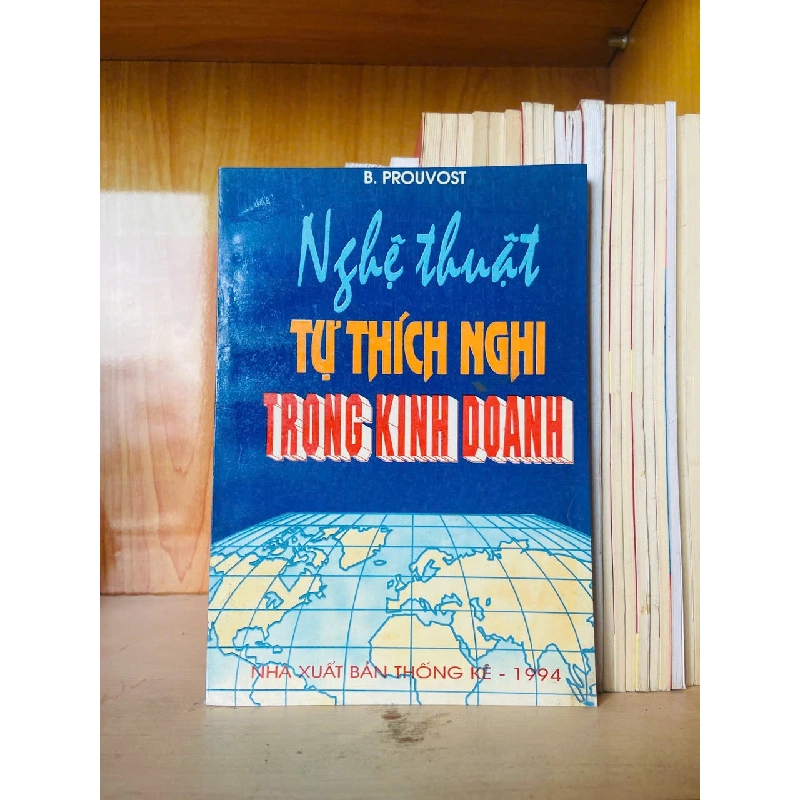 B. PROUVOST
Nghệ thuật
TỰ THÍCH NGHI
TRONG KINH DOANH
NHÀ XUẤT BẢN THỐNG KÊ - 1994